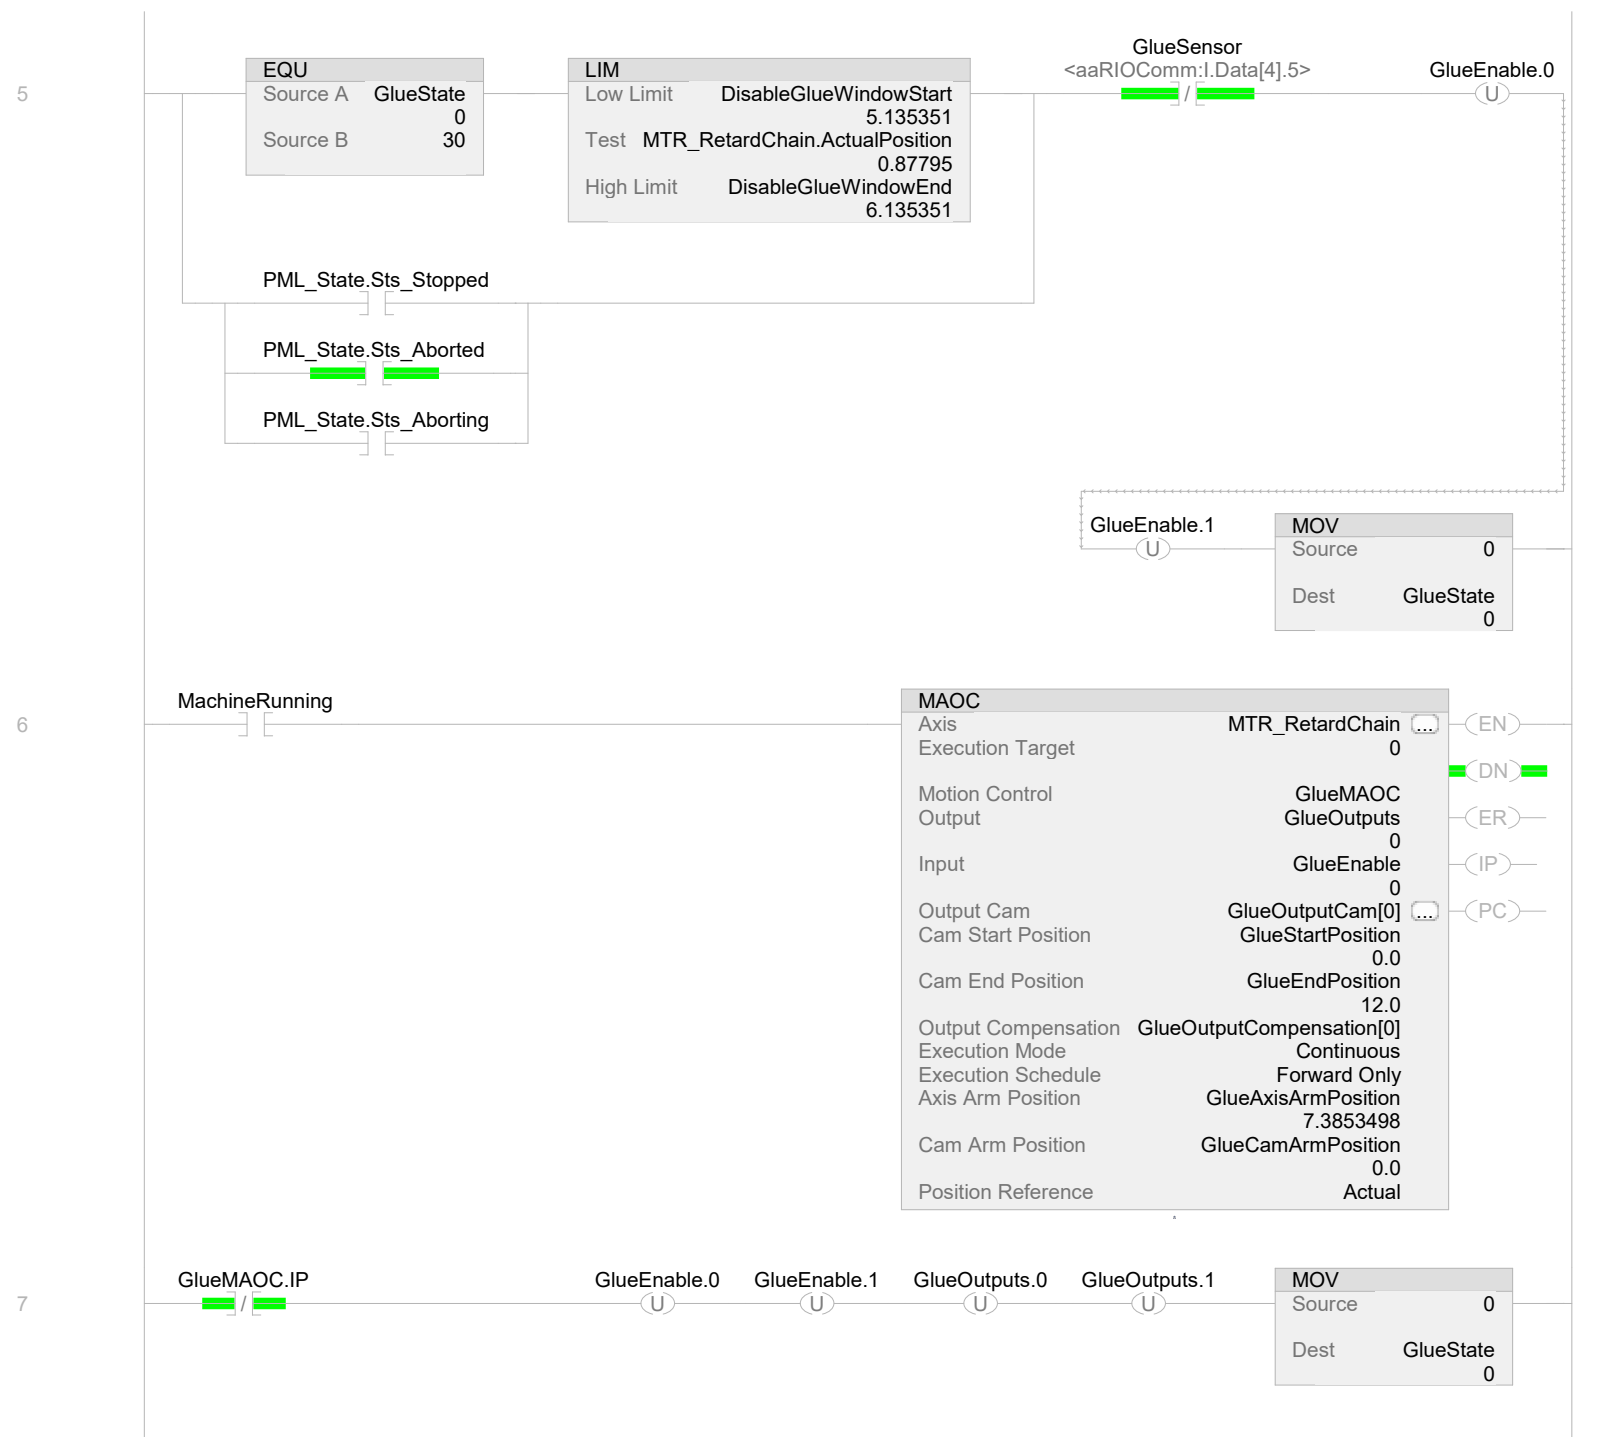 5
EQU
Source A GlueState
0
Source B 30
LIM
Low Limit DisableGlueWindowStart
5.135351
Test MTR_RetardChain.ActualPosition
0.87795
High Limit DisableGlueWindowEnd
6.135351
GlueSensor
<aaRIOComm:I.Data[4].5>
/
GlueEnable.0
U
PML_State.Sts_Stopped
PML_State.Sts_Aborted
PML_State.Sts_Aborting
GlueEnable.1
U
MOV
Source 0
Dest GlueState
0
6
MachineRunning
MAOC
Axis MTR_RetardChain ...
Execution Target 0
Motion Control GlueMAOC
Output GlueOutputs
0
Input GlueEnable
0
Output Cam GlueOutputCam[0] ...
Cam Start Position GlueStartPosition
0.0
Cam End Position GlueEndPosition
12.0
Output Compensation GlueOutputCompensation[0]
Execution Mode Continuous
Execution Schedule Forward Only
Axis Arm Position GlueAxisArmPosition
7.3853498
Cam Arm Position GlueCamArmPosition
0.0
Position Reference Actual
EN
DN
ER
IP
PC
7
GlueMAOC.IP
/
GlueEnable.0
U
GlueEnable.1
U
GlueOutputs.0
U
GlueOutputs.1
U
MOV
Source 0
Dest GlueState
0